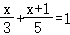 x/3 + (x+1)/5 = 1